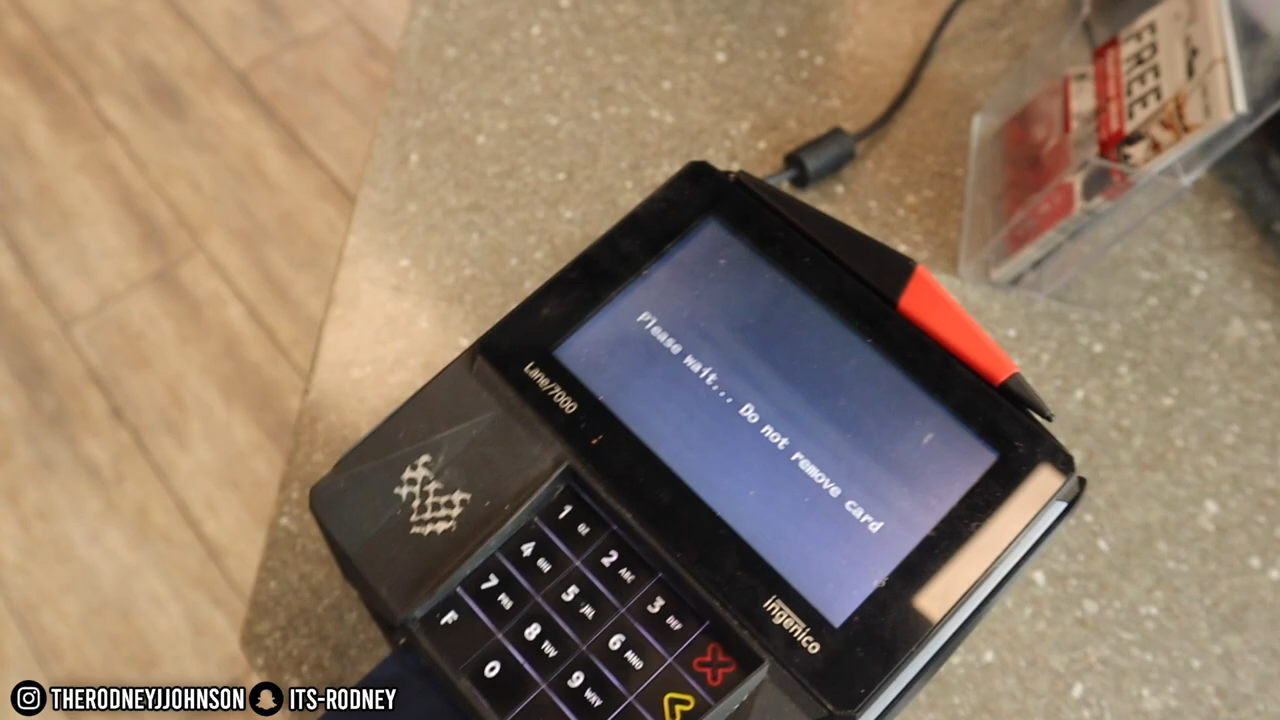 FREE
Please wait... Do not remove card
Lane/7000
ingenico
1 QZ
2 ABC
3 DEF
4 GHI
5 JKL
6 MNO
7 PRS
8 TUV
9 WXY
F
0
THERODNEYJJOHNSON
ITS-RODNEY